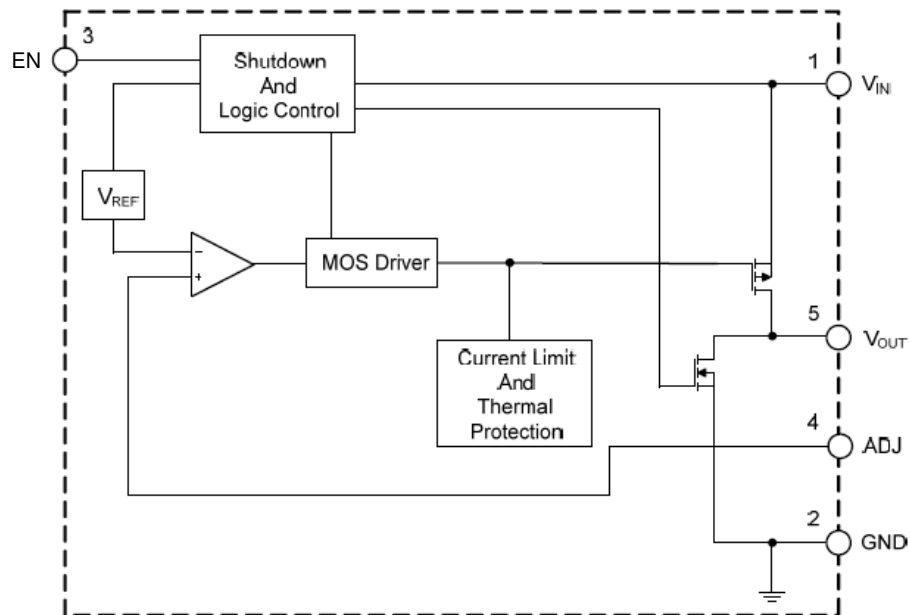 3
EN
Shutdown
And
Logic Control
1
VIN
VREF
−
+
MOS Driver
5
VOUT
Current Limit
And
Thermal
Protection
4
ADJ
2
GND